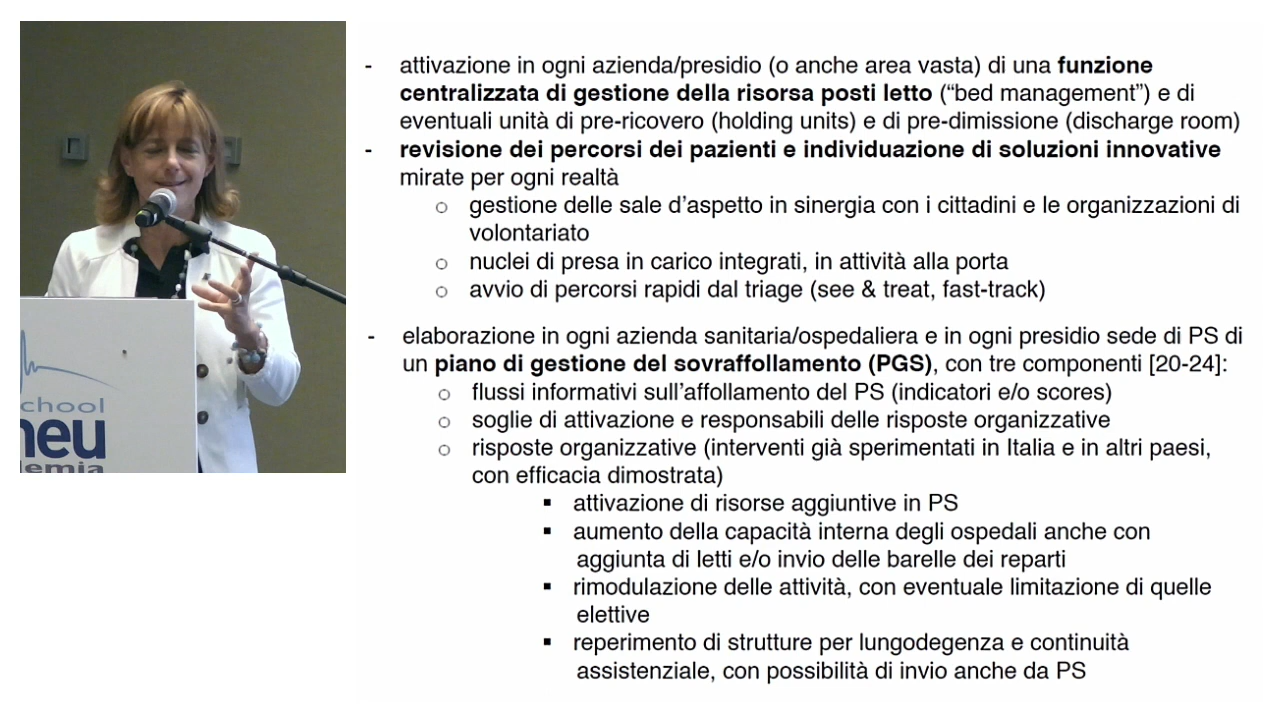 - attivazione in ogni azienda/presidio (o anche area vasta) di una funzione
centralizzata di gestione della risorsa posti letto (“bed management”) e di
eventuali unità di pre-ricovero (holding units) e di pre-dimissione (discharge room)
- revisione dei percorsi dei pazienti e individuazione di soluzioni innovative
mirate per ogni realtà
○ gestione delle sale d’aspetto in sinergia con i cittadini e le organizzazioni di
volontariato
○ nuclei di presa in carico integrati, in attività alla porta
○ avvio di percorsi rapidi dal triage (see & treat, fast-track)
- elaborazione in ogni azienda sanitaria/ospedaliera e in ogni presidio sede di PS di
un piano di gestione del sovraffollamento (PGS), con tre componenti [20-24]:
○ flussi informativi sull’affollamento del PS (indicatori e/o scores)
○ soglie di attivazione e responsabili delle risposte organizzative
○ risposte organizzative (interventi già sperimentati in Italia e in altri paesi,
con efficacia dimostrata)
▪ attivazione di risorse aggiuntive in PS
▪ aumento della capacità interna degli ospedali anche con
aggiunta di letti e/o invio delle barelle dei reparti
▪ rimodulazione delle attività, con eventuale limitazione di quelle
elettive
▪ reperimento di strutture per lungodegenza e continuità
assistenziale, con possibilità di invio anche da PS
chool
meu
emia